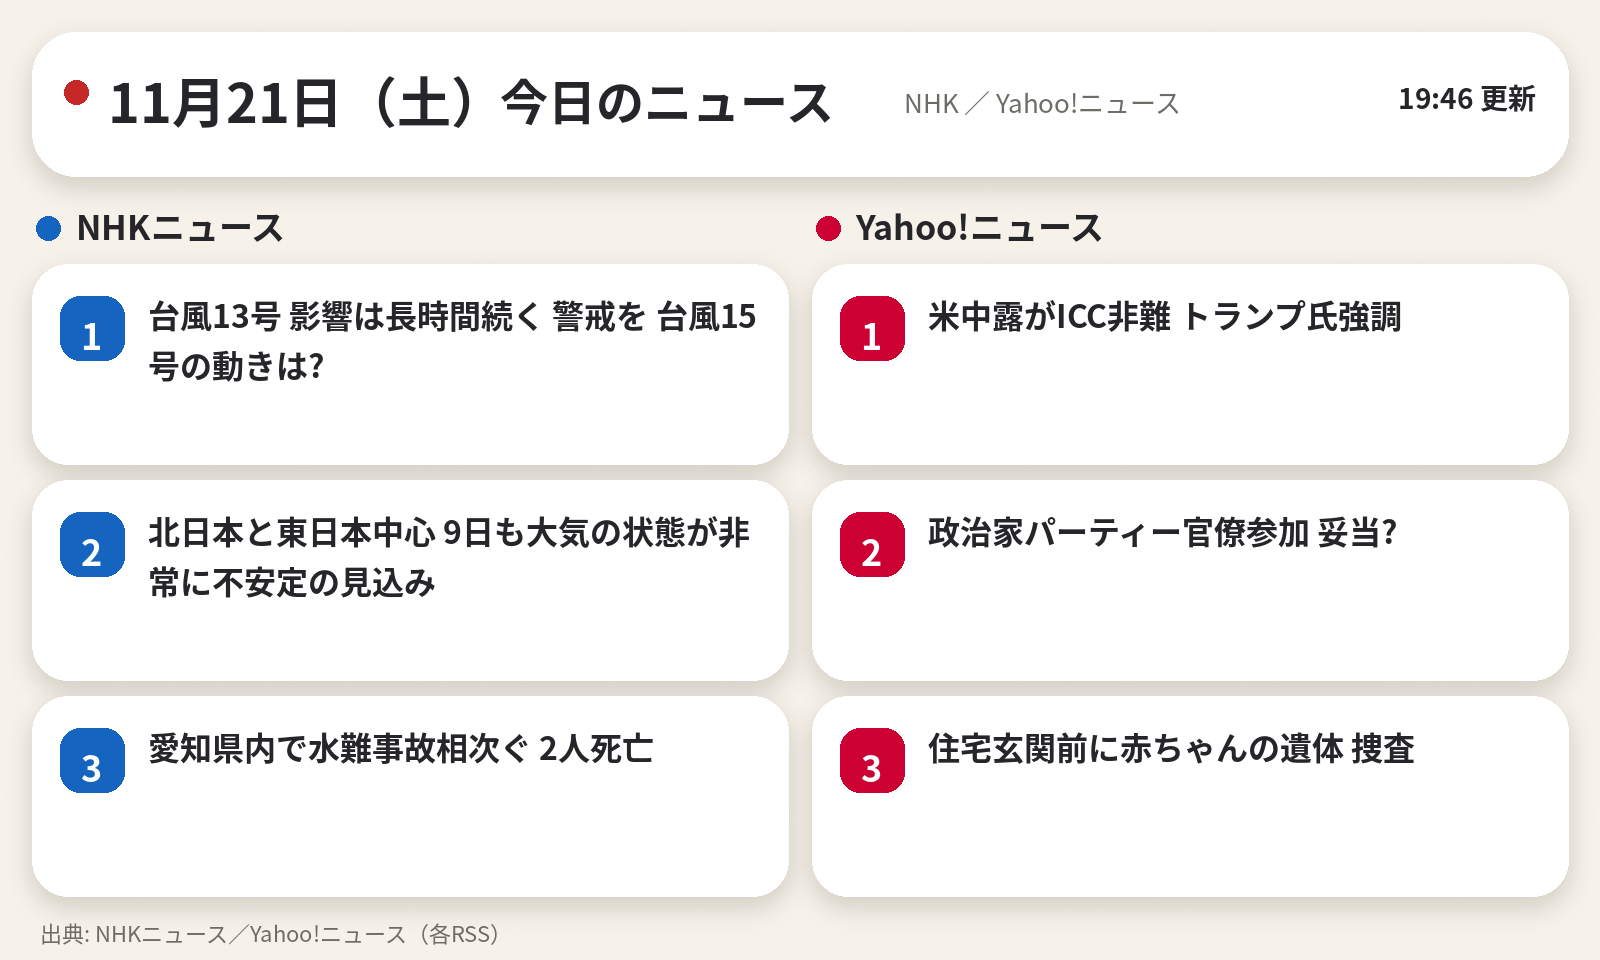 11月21日（土）今日のニュース
NHK ／ Yahoo!ニュース
19:46 更新
NHKニュース
1
台風13号 影響は長時間続く 警戒を 台風15
号の動きは?
2
北日本と東日本中心 9日も大気の状態が非
常に不安定の見込み
3
愛知県内で水難事故相次ぐ 2人死亡
Yahoo!ニュース
1
米中露がICC非難 トランプ氏強調
2
政治家パーティー官僚参加 妥当?
3
住宅玄関前に赤ちゃんの遺体 捜査
出典: NHKニュース／Yahoo!ニュース（各RSS）